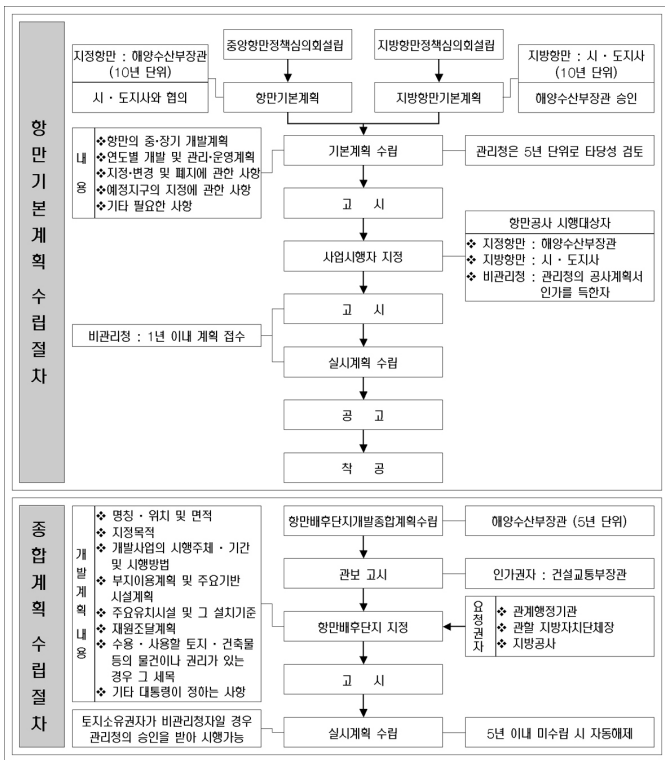 항만기본계획 수립절차
중앙항만정책심의회설립
지방항만정책심의회설립
지정항만 : 해양수산부장관
(10년 단위)
시・도지사와 협의
항만기본계획
지방항만기본계획
지방항만 : 시・도지사
(10년 단위)
해양수산부장관 승인
내용
❖항만의 중·장기 개발계획
❖연도별 개발 및 관리·운영계획
❖지정·변경 및 폐지에 관한 사항
❖예정지구의 지정에 관한 사항
❖기타 필요한 사항
기본계획 수립
관리청은 5년 단위로 타당성 검토
고 시
사업시행자 지정
항만공사 시행대상자
❖ 지정항만 : 해양수산부장관
❖ 지방항만 : 시・도지사
❖ 비관리청 : 관리청의 공사계획서
인가를 득한자
고 시
비관리청 : 1년 이내 계획 접수
실시계획 수립
공 고
착 공
종합계획 수립절차
개발계획 내용
❖ 명칭・위치 및 면적
❖ 지정목적
❖ 개발사업의 시행주체・기간
및 시행방법
❖ 부지이용계획 및 주요기반
시설계획
❖ 주요유치시설 및 그 설치기준
❖ 재원조달계획
❖ 수용・사용할 토지・건축물
등의 물건이나 권리가 있는
경우 그 세목
❖ 기타 대통령이 정하는 사항
항만배후단지개발종합계획수립
해양수산부장관 (5년 단위)
관보 고시
인가권자 : 건설교통부장관
항만배후단지 지정
요청권자
❖ 관계행정기관
❖ 관할 지방자치단체장
❖ 지방공사
고 시
토지소유권자가 비관리청자일 경우
관리청의 승인을 받아 시행가능
실시계획 수립
5년 이내 미수립 시 자동해제